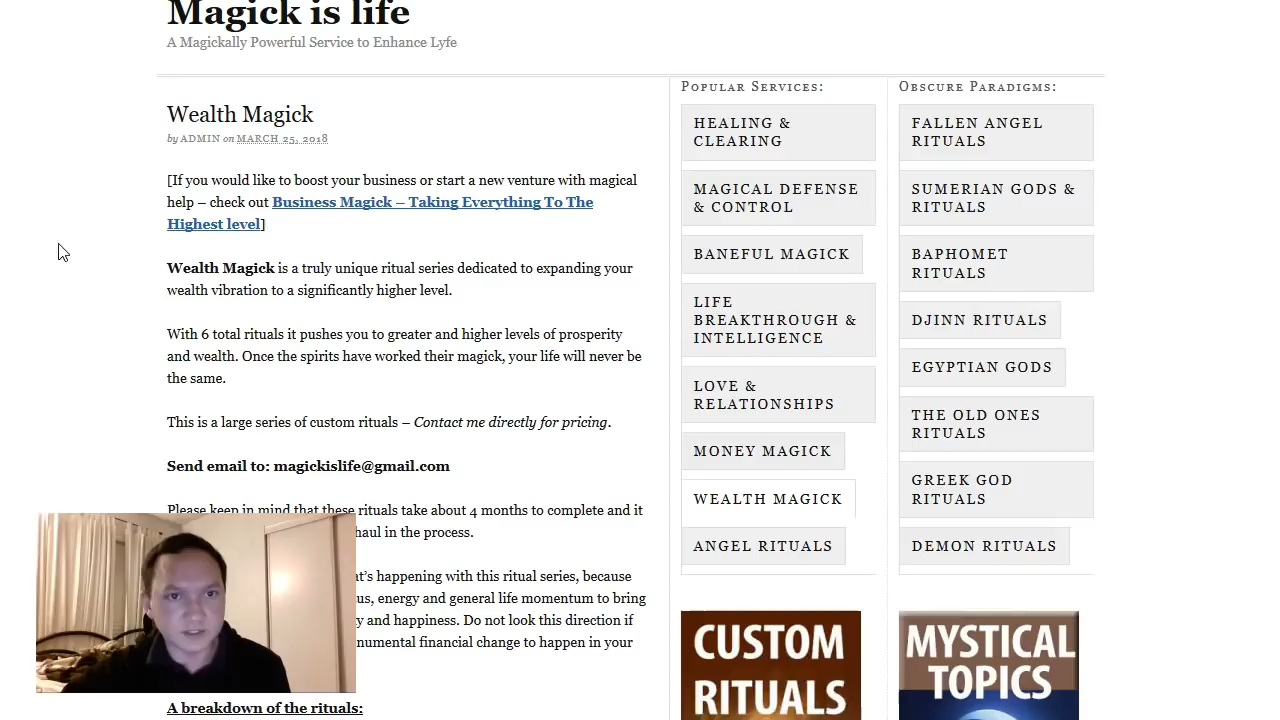 Magick is life
A Magickally Powerful Service to Enhance Lyfe
Wealth Magick
by ADMIN on MARCH 25, 2018
[If you would like to boost your business or start a new venture with magical
help – check out Business Magick – Taking Everything To The
Highest level]
Wealth Magick is a truly unique ritual series dedicated to expanding your
wealth vibration to a significantly higher level.
With 6 total rituals it pushes you to greater and higher levels of prosperity
and wealth. Once the spirits have worked their magick, your life will never be
the same.
This is a large series of custom rituals – Contact me directly for pricing.
Send email to: magickislife@gmail.com
Please keep in mind that these rituals take about 4 months to complete and it
haul in the process.
what's happening with this ritual series, because
energy and general life momentum to bring
and happiness. Do not look this direction if
financial change to happen in your
A breakdown of the rituals:
POPULAR SERVICES:
HEALING &
CLEARING
MAGICAL DEFENSE
& CONTROL
BANEFUL MAGICK
LIFE
BREAKTHROUGH &
INTELLIGENCE
LOVE &
RELATIONSHIPS
MONEY MAGICK
WEALTH MAGICK
ANGEL RITUALS
CUSTOM
RITUALS
OBSCURE PARADIGMS:
FALLEN ANGEL
RITUALS
SUMERIAN GODS &
RITUALS
BAPHOMET
RITUALS
DJINN RITUALS
EGYPTIAN GODS
THE OLD ONES
RITUALS
GREEK GOD
RITUALS
DEMON RITUALS
MYSTICAL
TOPICS